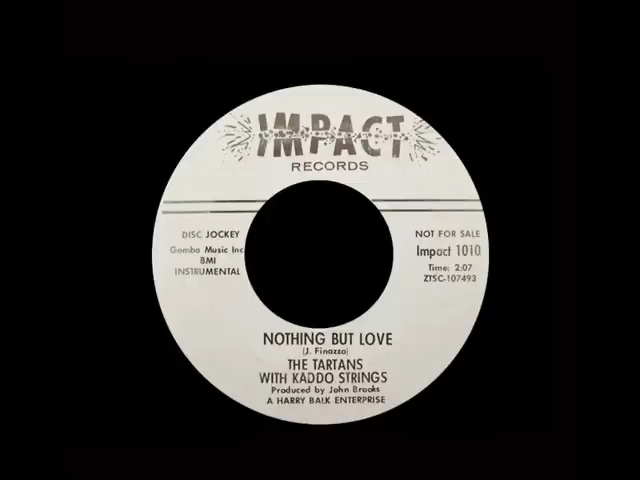 IMPACT
RECORDS
DISC JOCKEY
Gomba Music Inc
BMI
INSTRUMENTAL
NOT FOR SALE
Impact 1010
Time: 2:07
ZTSC-107493
NOTHING BUT LOVE
(J. Finazzo)
THE TARTANS
WITH KADDO STRINGS
Produced by John Brooks
A HARRY BALK ENTERPRISE